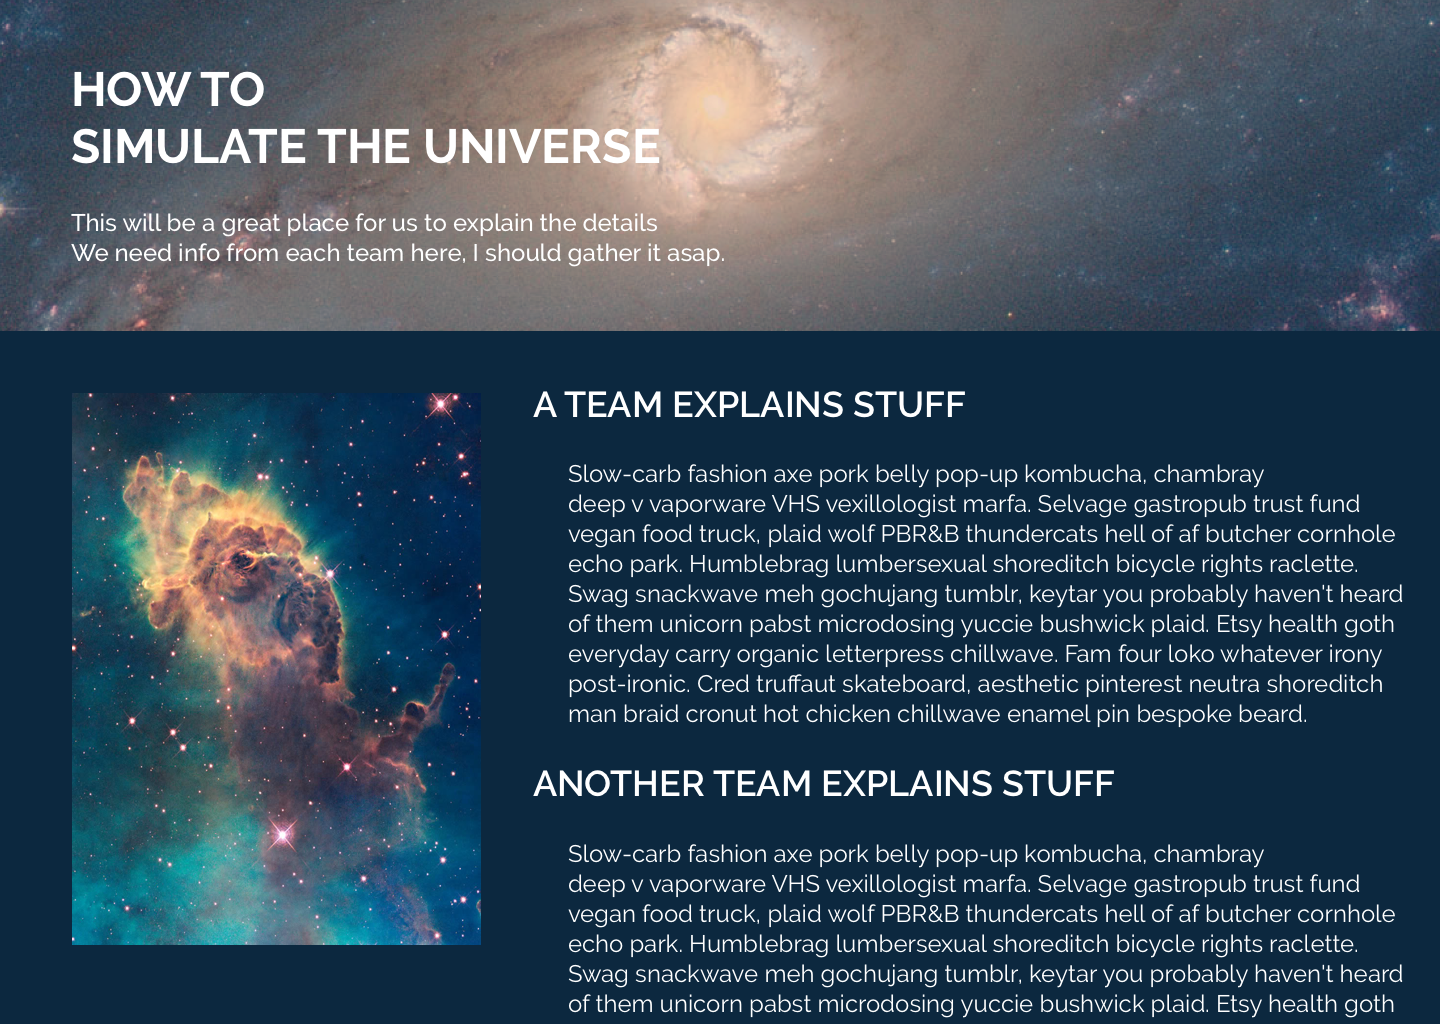 HOW TO
SIMULATE THE UNIVERSE
This will be a great place for us to explain the details
We need info from each team here, I should gather it asap.
A TEAM EXPLAINS STUFF
Slow-carb fashion axe pork belly pop-up kombucha, chambray
deep v vaporware VHS vexillologist marfa. Selvage gastropub trust fund
vegan food truck, plaid wolf PBR&B thundercats hell of af butcher cornhole
echo park. Humblebrag lumbersexual shoreditch bicycle rights raclette.
Swag snackwave meh gochujang tumblr, keytar you probably haven't heard
of them unicorn pabst microdosing yuccie bushwick plaid. Etsy health goth
everyday carry organic letterpress chillwave. Fam four loko whatever irony
post-ironic. Cred truffaut skateboard, aesthetic pinterest neutra shoreditch
man braid cronut hot chicken chillwave enamel pin bespoke beard.
ANOTHER TEAM EXPLAINS STUFF
Slow-carb fashion axe pork belly pop-up kombucha, chambray
deep v vaporware VHS vexillologist marfa. Selvage gastropub trust fund
vegan food truck, plaid wolf PBR&B thundercats hell of af butcher cornhole
echo park. Humblebrag lumbersexual shoreditch bicycle rights raclette.
Swag snackwave meh gochujang tumblr, keytar you probably haven't heard
of them unicorn pabst microdosing yuccie bushwick plaid. Etsy health goth